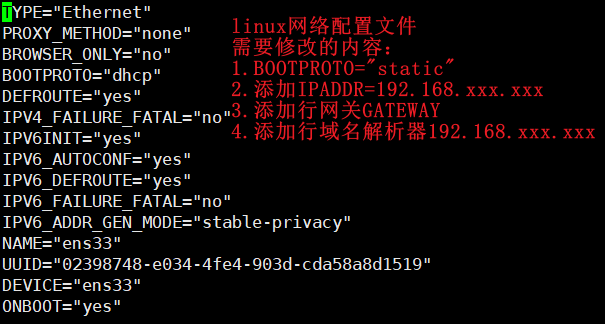 TYPE="Ethernet"
PROXY_METHOD="none"
BROWSER_ONLY="no"
BOOTPROTO="dhcp"
DEFROUTE="yes"
IPV4_FAILURE_FATAL="no"
IPV6INIT="yes"
IPV6_AUTOCONF="yes"
IPV6_DEFROUTE="yes"
IPV6_FAILURE_FATAL="no"
IPV6_ADDR_GEN_MODE="stable-privacy"
NAME="ens33"
UUID="02398748-e034-4fe4-903d-cda58a8d1519"
DEVICE="ens33"
ONBOOT="yes"
linux网络配置文件
需要修改的内容:
1.BOOTPROTO="static"
2.添加IPADDR=192.168.xxx.xxx
3.添加行网关GATEWAY
4.添加行域名解析器192.168.xxx.xxx